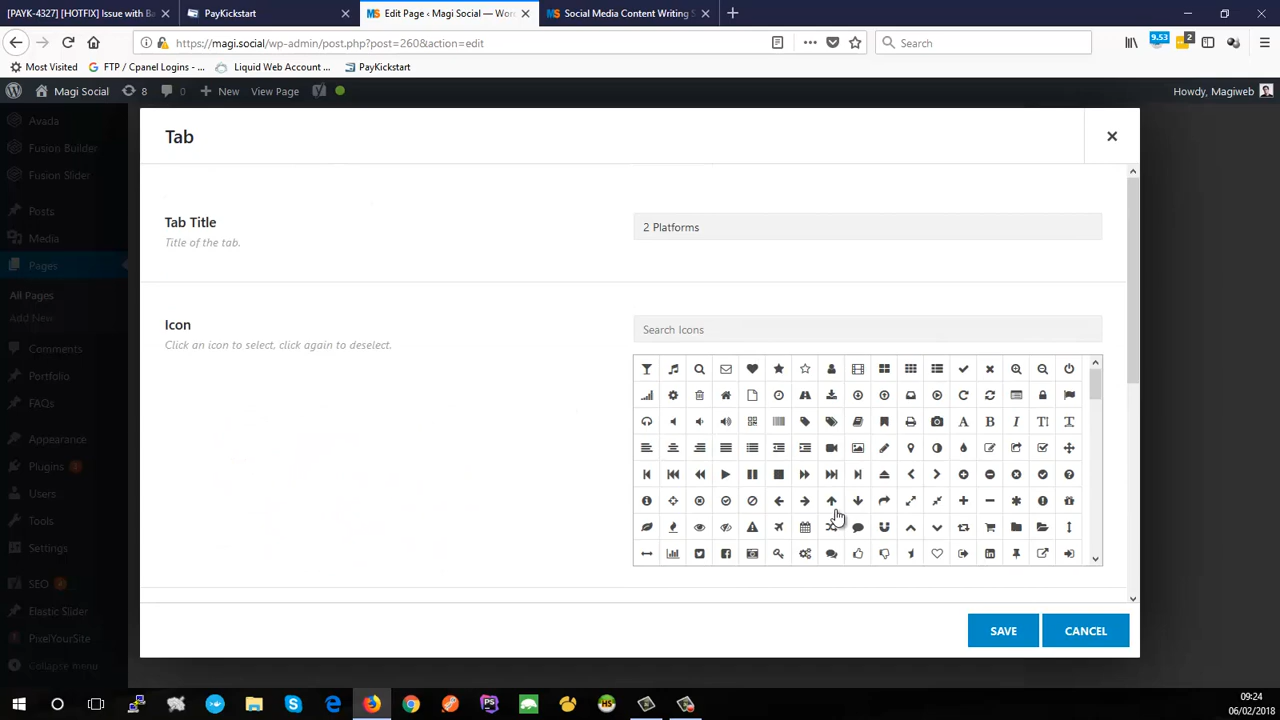 [PAYK-4327] [HOTFIX] Issue with Ba
PayKickstart
Edit Page ‹ Magi Social — Wor
Social Media Content Writing S
https://magi.social/wp-admin/post.php?post=260&action=edit
Search
9.53
2
Most Visited
FTP / Cpanel Logins - ...
Liquid Web Account ...
PayKickstart
Magi Social
8
0
New
View Page
Howdy, Magiweb
Avada
Fusion Builder
Fusion Slider
Posts
Media
Pages
All Pages
Add New
Comments
Portfolio
FAQs
Appearance
Plugins 3
Users
Tools
Settings
SEO
Elastic Slider
PixelYourSite
Collapse menu
Tab
Tab Title
Title of the tab.
2 Platforms
Icon
Click an icon to select, click again to deselect.
Search Icons
SAVE
CANCEL
09:24
06/02/2018